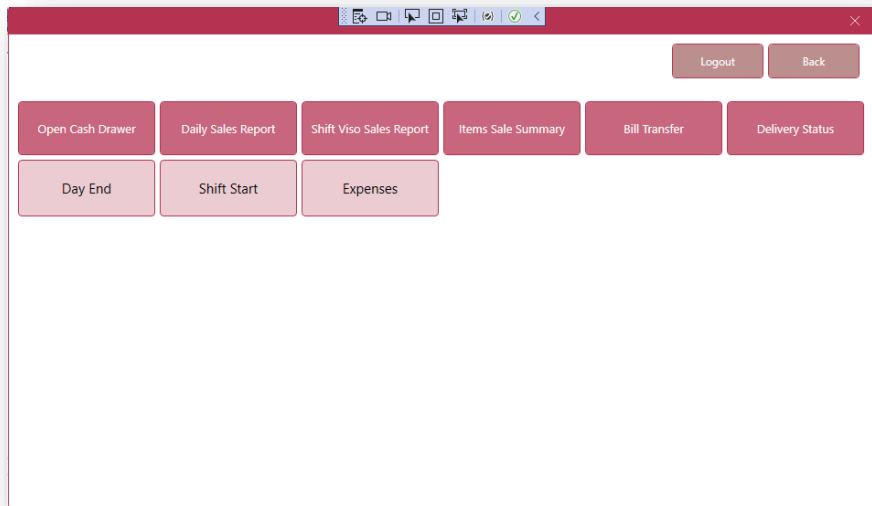 Logout Back
Open Cash Drawer Daily Sales Report Shift Viso Sales Report Items Sale Summary Bill Transfer Delivery Status
Day End Shift Start Expenses